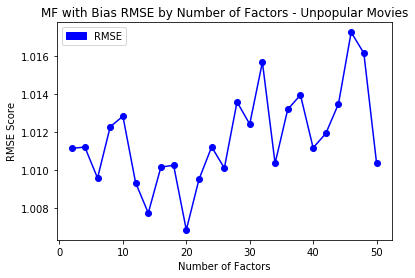 MF with Bias RMSE by Number of Factors - Unpopular Movies
RMSE
1.016
1.014
1.012
1.010
1.008
RMSE Score
0 10 20 30 40 50
Number of Factors